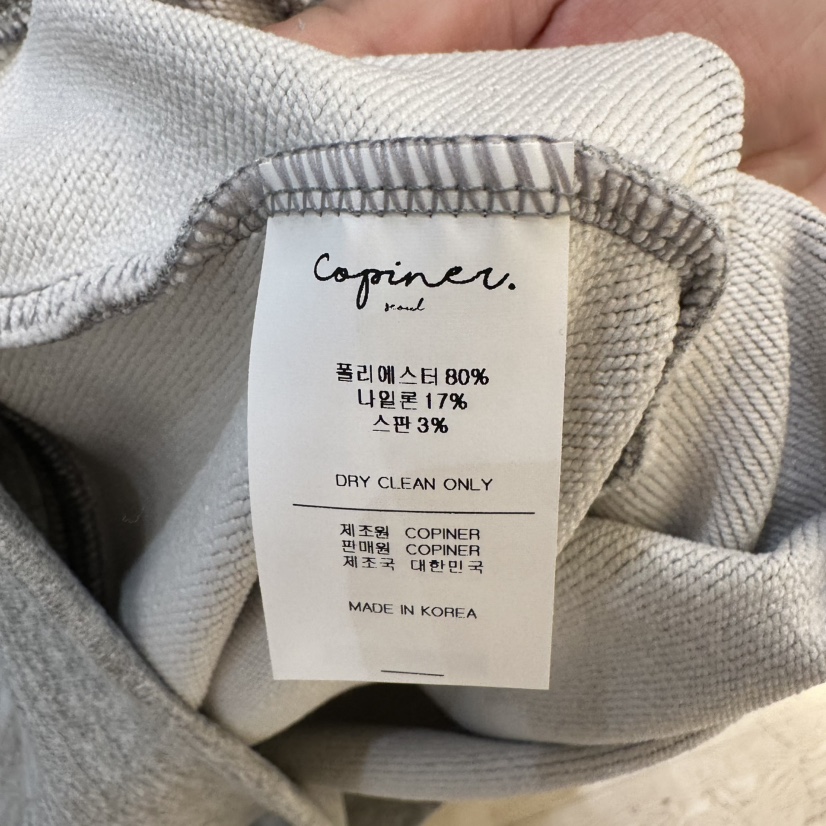 Copiner.
seoul
폴리에스터 80%
나일론 17%
스판 3%
DRY CLEAN ONLY
제조원 COPINER
판매원 COPINER
제조국 대한민국
MADE IN KOREA